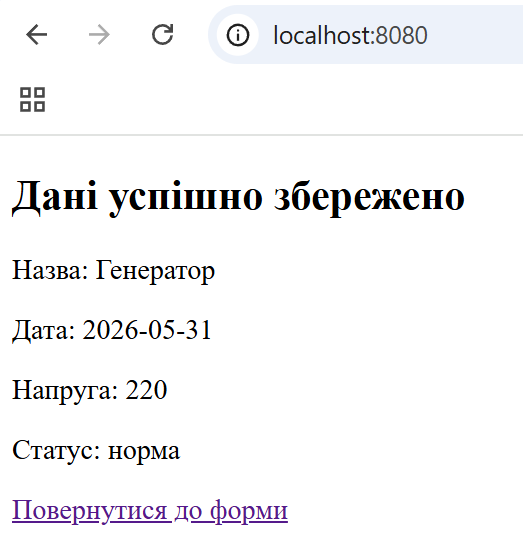 localhost:8080
Дані успішно збережено
Назва: Генератор
Дата: 2026-05-31
Напруга: 220
Статус: норма
Повернутися до форми